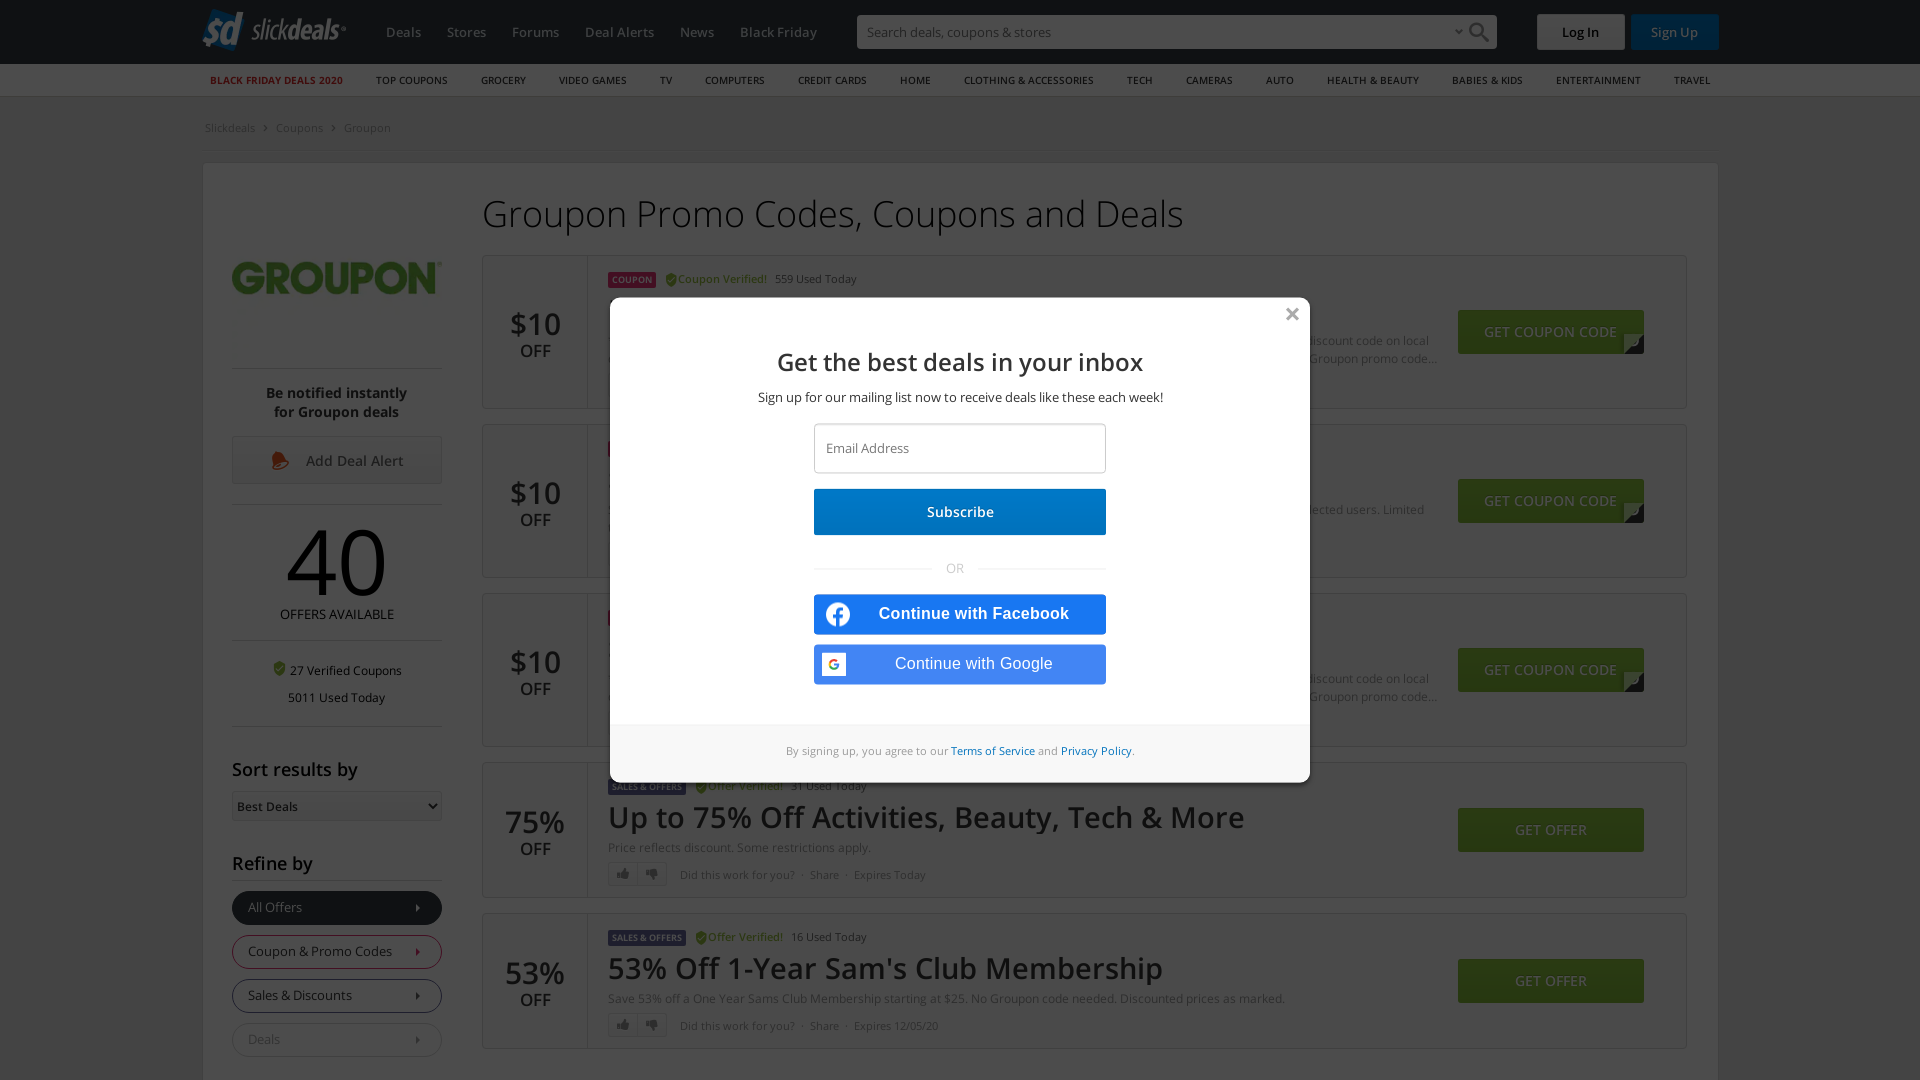 slickdeals
Deals
Stores
Forums
Deal Alerts
News
Black Friday
Search deals, coupons & stores
Log In
Sign Up
BLACK FRIDAY DEALS 2020
TOP COUPONS
GROCERY
VIDEO GAMES
TV
COMPUTERS
CREDIT CARDS
HOME
CLOTHING & ACCESSORIES
TECH
CAMERAS
AUTO
HEALTH & BEAUTY
BABIES & KIDS
ENTERTAINMENT
TRAVEL
Slickdeals
Coupons
Groupon
GROUPON
Be notified instantly
for Groupon deals
Add Deal Alert
40
OFFERS AVAILABLE
27 Verified Coupons
5011 Used Today
Sort results by
Best Deals
Refine by
All Offers
Coupon & Promo Codes
Sales & Discounts
Deals
Groupon Promo Codes, Coupons and Deals
$10
OFF
COUPON
Coupon Verified!
559 Used Today
discount code on local
Groupon promo code...
GET COUPON CODE
$10
OFF
users. Limited
GET COUPON CODE
$10
OFF
discount code on local
Groupon promo code...
GET COUPON CODE
75%
OFF
SALES & OFFERS
Offer Verified!
31 Used Today
Up to 75% Off Activities, Beauty, Tech & More
Price reflects discount. Some restrictions apply.
Did this work for you? · Share · Expires Today
GET OFFER
53%
OFF
SALES & OFFERS
Offer Verified!
16 Used Today
53% Off 1-Year Sam's Club Membership
Save 53% off a One Year Sams Club Membership starting at $25. No Groupon code needed. Discounted prices as marked.
Did this work for you? · Share · Expires 12/05/20
GET OFFER
Get the best deals in your inbox
Sign up for our mailing list now to receive deals like these each week!
Email Address
Subscribe
OR
Continue with Facebook
Continue with Google
By signing up, you agree to our Terms of Service and Privacy Policy.